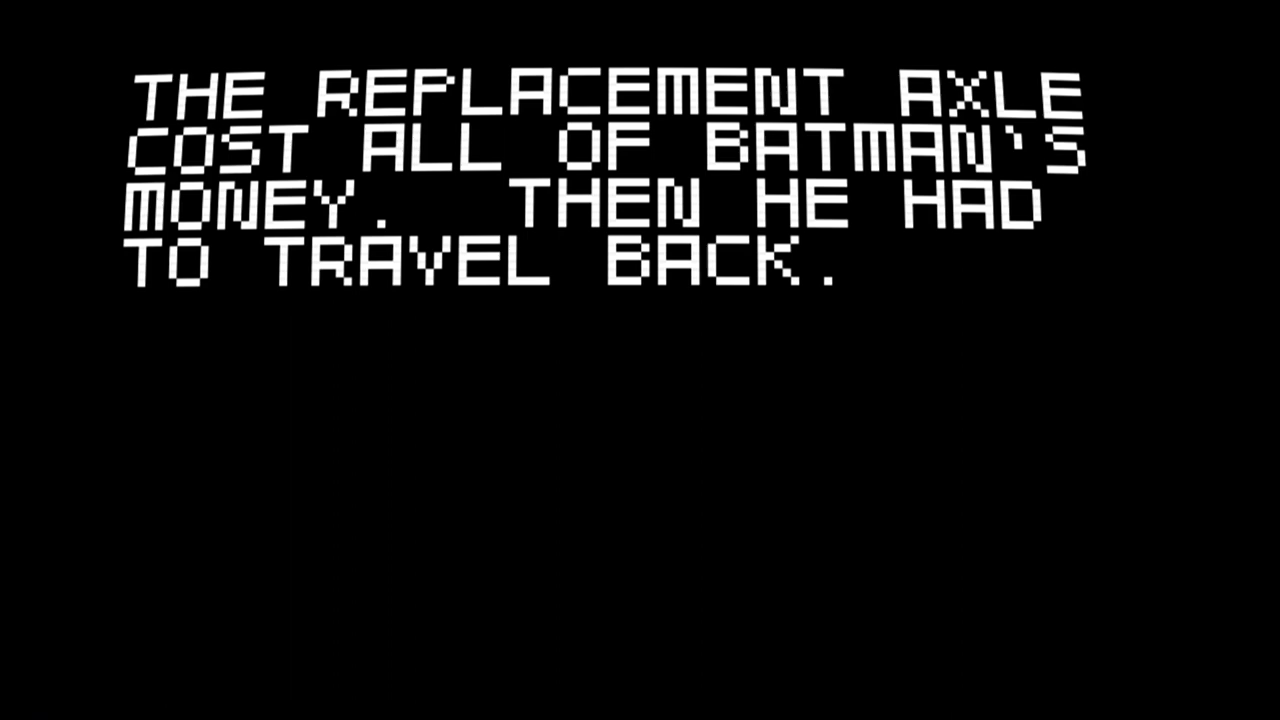 THE REPLACEMENT AXLE
COST ALL OF BATMAN'S
MONEY.  THEN HE HAD
TO TRAVEL BACK.